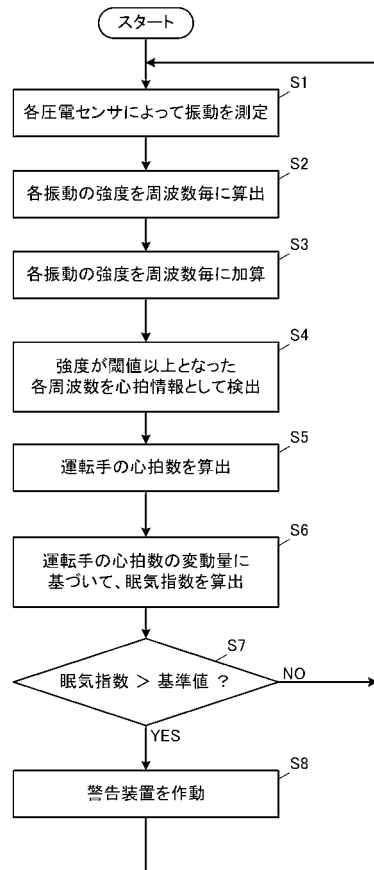 スタート
S1
各圧電センサによって振動を測定
S2
各振動の強度を周波数毎に算出
S3
各振動の強度を周波数毎に加算
S4
強度が閾値以上となった
各周波数を心拍情報として検出
S5
運転手の心拍数を算出
S6
運転手の心拍数の変動量に
基づいて、眠気指数を算出
S7
眠気指数 > 基準値 ?
NO
YES
S8
警告装置を作動